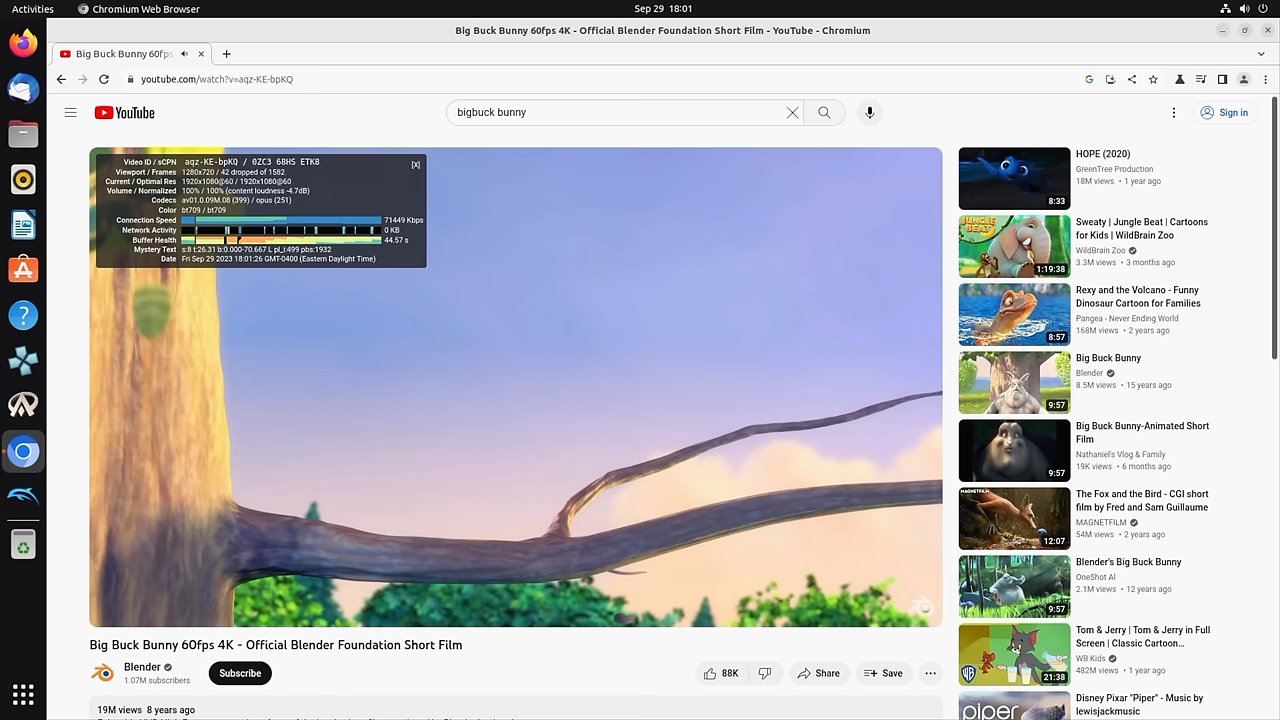 Activities
Chromium Web Browser
Sep 29 18:01
Big Buck Bunny 60fps 4K - Official Blender Foundation Short Film - YouTube - Chromium
Big Buck Bunny 60fps
youtube.com/watch?v=aqz-KE-bpKQ
YouTube
bigbuck bunny
Sign in
Video ID / sCPN aqz-KE-bpKQ / 0ZC3 68HS ETK8
[X]
Viewport / Frames 1280x720 / 42 dropped of 1582
Current / Optimal Res 1920x1080@60 / 1920x1080@60
Volume / Normalized 100% / 100% (content loudness -4.7dB)
Codecs av01.0.09M.08 (399) / opus (251)
Color bt709 / bt709
Connection Speed 71449 Kbps
Network Activity 0 KB
Buffer Health 44.57 s
Mystery Text s:8 t:26.31 b:0.000-70.667 L pl_i:499 pbs:1932
Date Fri Sep 29 2023 18:01:26 GMT-0400 (Eastern Daylight Time)
Big Buck Bunny 60fps 4K - Official Blender Foundation Short Film
Blender
1.07M subscribers
Subscribe
88K
Share
Save
19M views 8 years ago
8:33
HOPE (2020)
GreenTree Production
18M views • 1 year ago
JUNGLE BEAT
1:19:38
Sweaty | Jungle Beat | Cartoons
for Kids | WildBrain Zoo
WildBrain Zoo
3.3M views • 3 months ago
8:57
Rexy and the Volcano - Funny
Dinosaur Cartoon for Families
Pangea - Never Ending World
168M views • 2 years ago
9:57
Big Buck Bunny
Blender
8.5M views • 15 years ago
9:57
Big Buck Bunny-Animated Short
Film
Nathaniel's Vlog & Family
19K views • 6 months ago
MAGNETFILM
12:07
The Fox and the Bird - CGI short
film by Fred and Sam Guillaume
MAGNETFILM
54M views • 2 years ago
9:57
Blender's Big Buck Bunny
OneShot Al
2.1M views • 12 years ago
WB
21:38
Tom & Jerry | Tom & Jerry in Full
Screen | Classic Cartoon...
WB Kids
482M views • 1 year ago
piper
Disney Pixar "Piper" - Music by
lewisjackmusic